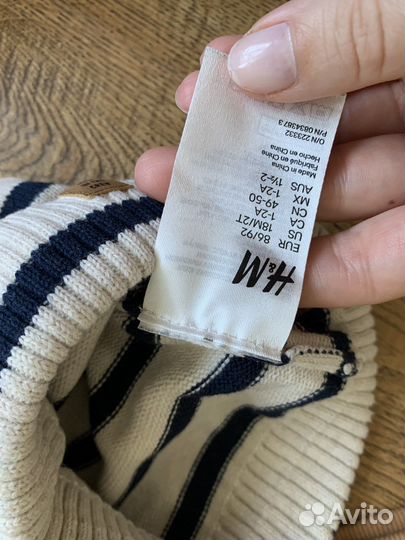 H&M
EUR 86/92
US 18M/2T
CA 1-2A
CN 49-50
MX 1-2A
AUS 1½-2
Made in China
Fabriqué en Chine
Hecho en China
O/N 223332
P/N 0834387 3
Avito